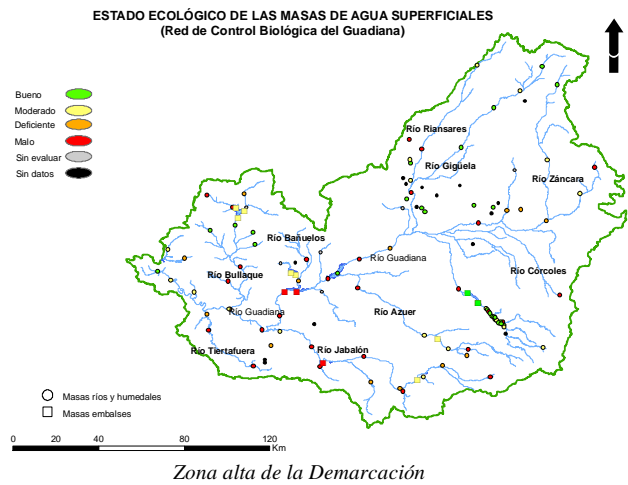 ESTADO ECOLÓGICO DE LAS MASAS DE AGUA SUPERFICIALES
(Red de Control Biológica del Guadiana)
Bueno
Moderado
Deficiente
Malo
Sin evaluar
Sin datos
Río Riansares
Río Gigüela
Río Záncara
Río Bañuelos
Río Guadiana
Río Bullaque
Río Córcoles
Río Guadiana
Río Azuer
Río Tiertafuera
Río Jabalón
Masas ríos y humedales
Masas embalses
0 20 40 60 80 120
Km
Zona alta de la Demarcación